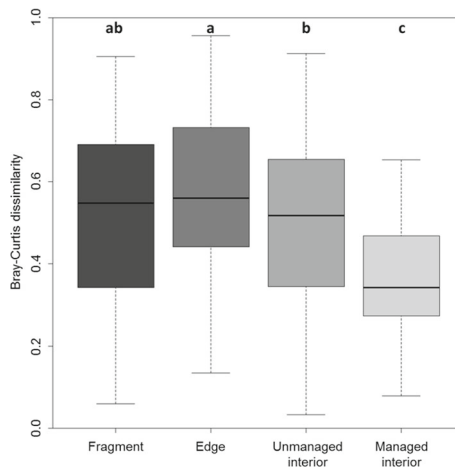 1.0
ab a b c
0.8
0.6
0.4
0.2
0.0
Bray-Curtis dissimilarity
Fragment Edge Unmanaged Managed
interior interior